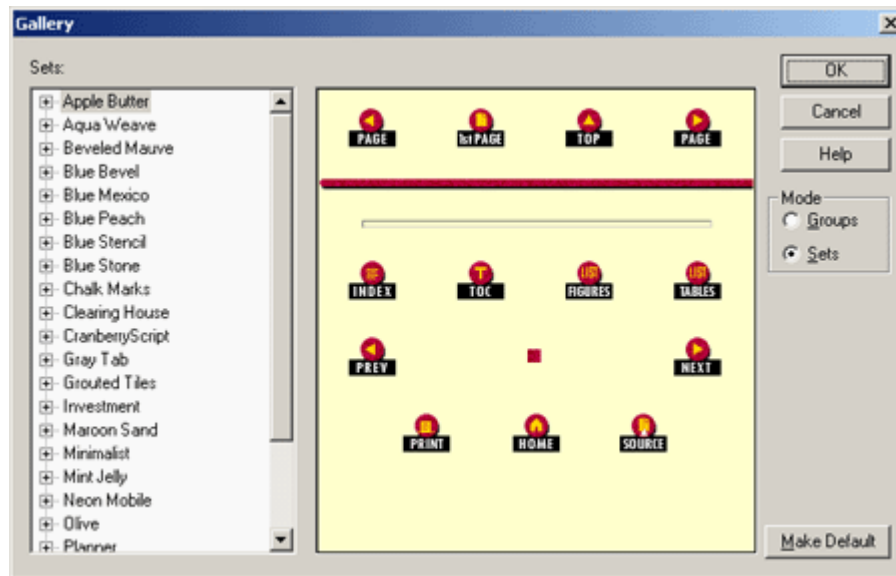 Gallery
Sets:
Apple Butter
Aqua Weave
Beveled Mauve
Blue Bevel
Blue Mexico
Blue Peach
Blue Stencil
Blue Stone
Chalk Marks
Clearing House
CranberryScript
Gray Tab
Grouted Tiles
Investment
Maroon Sand
Minimalist
Mint Jelly
Neon Mobile
Olive
Planner
PAGE 1st PAGE TOP PAGE
INDEX TOC FIGURES TABLES
PREV NEXT
PRINT HOME SOURCE
OK
Cancel
Help
Mode
Groups
Sets
Make Default